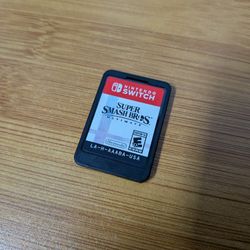 NINTENDO
SWITCH
SUPER
SMASH BROS.
ULTIMATE
E
LA-H-AAABA-USA